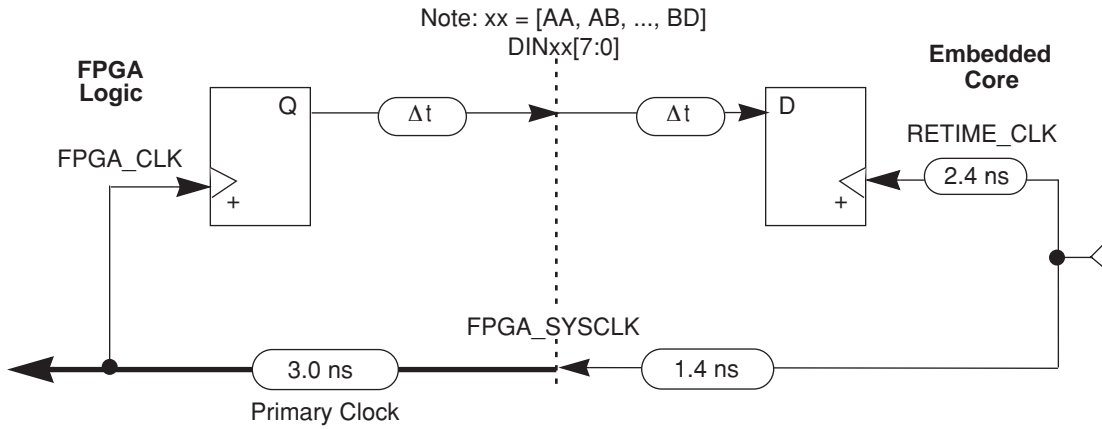 Note: xx = [AA, AB, ..., BD]
DINxx[7:0]
FPGA
Logic
Embedded
Core
Q
Δt
Δt
D
FPGA_CLK
RETIME_CLK
+
2.4 ns
+
FPGA_SYSCLK
3.0 ns
1.4 ns
Primary Clock